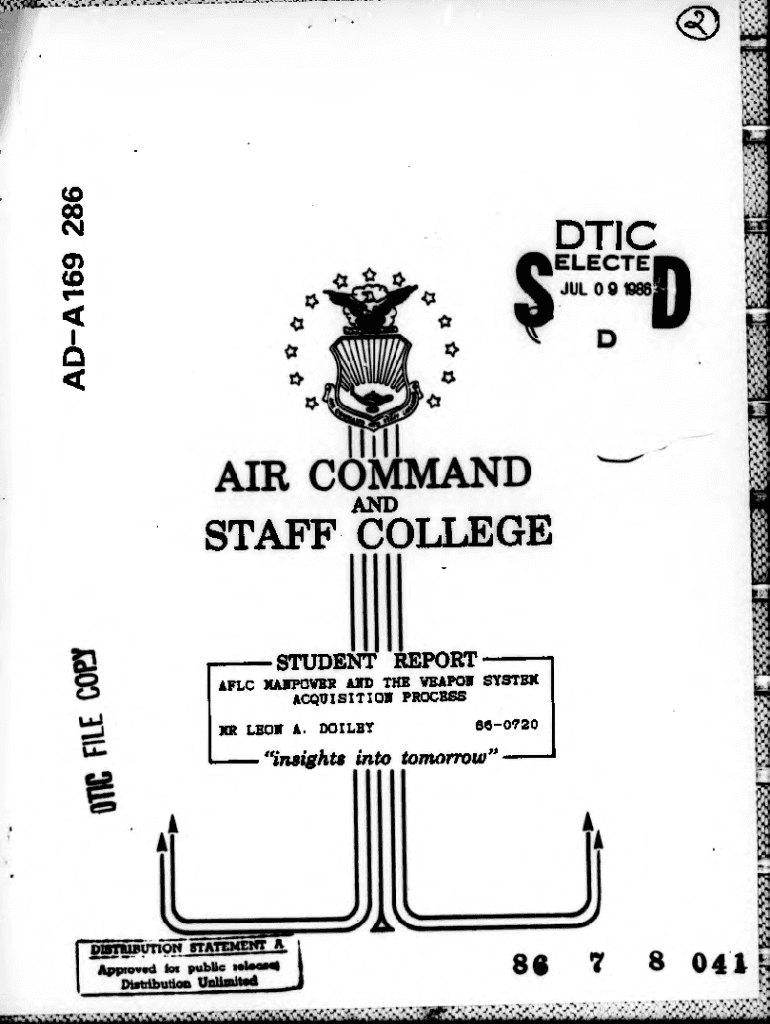 2
AD-A169 286
DTIC
SELECTED
JUL 09 1986
D
AIR COMMAND
AND
STAFF COLLEGE
STUDENT REPORT
AFLC MANPOWER AND THE WEAPON SYSTEM
ACQUISITION PROCESS
MR LEON A. DOILEY 86-0720
"insights into tomorrow"
DTIC FILE COPY
DISTRIBUTION STATEMENT A
Approved for public release;
Distribution Unlimited
86 7 8 041